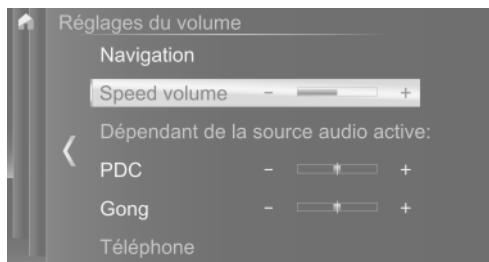 Réglages du volume
Navigation
Speed volume - +
Dépendant de la source audio active:
PDC - +
Gong - +
Téléphone